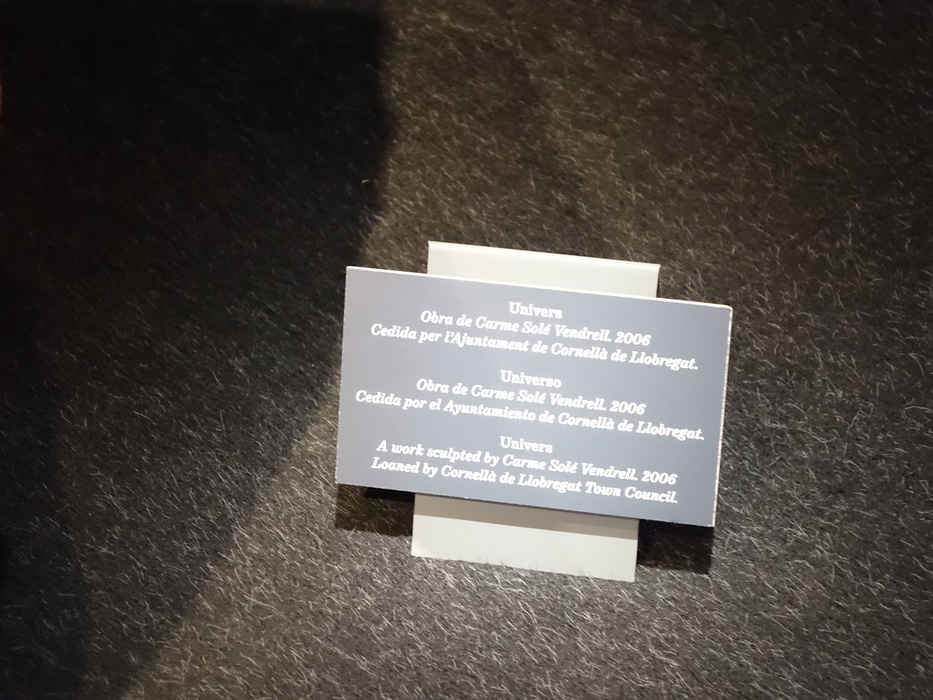 Univers
Obra de Carme Solé Vendrell. 2006
Cedida per l'Ajuntament de Cornellà de Llobregat.
Universo
Obra de Carme Solé Vendrell. 2006
Cedida por el Ayuntamiento de Cornellà de Llobregat.
Univers
A work sculpted by Carme Solé Vendrell. 2006
Loaned by Cornellà de Llobregat Town Council.